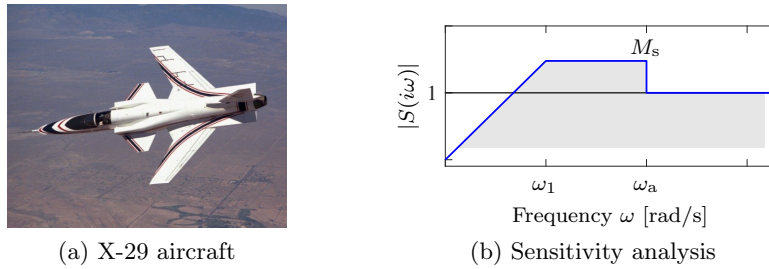 M_s
|S(iω)|
1
ω_1
ω_a
Frequency ω [rad/s]
(a) X-29 aircraft
(b) Sensitivity analysis